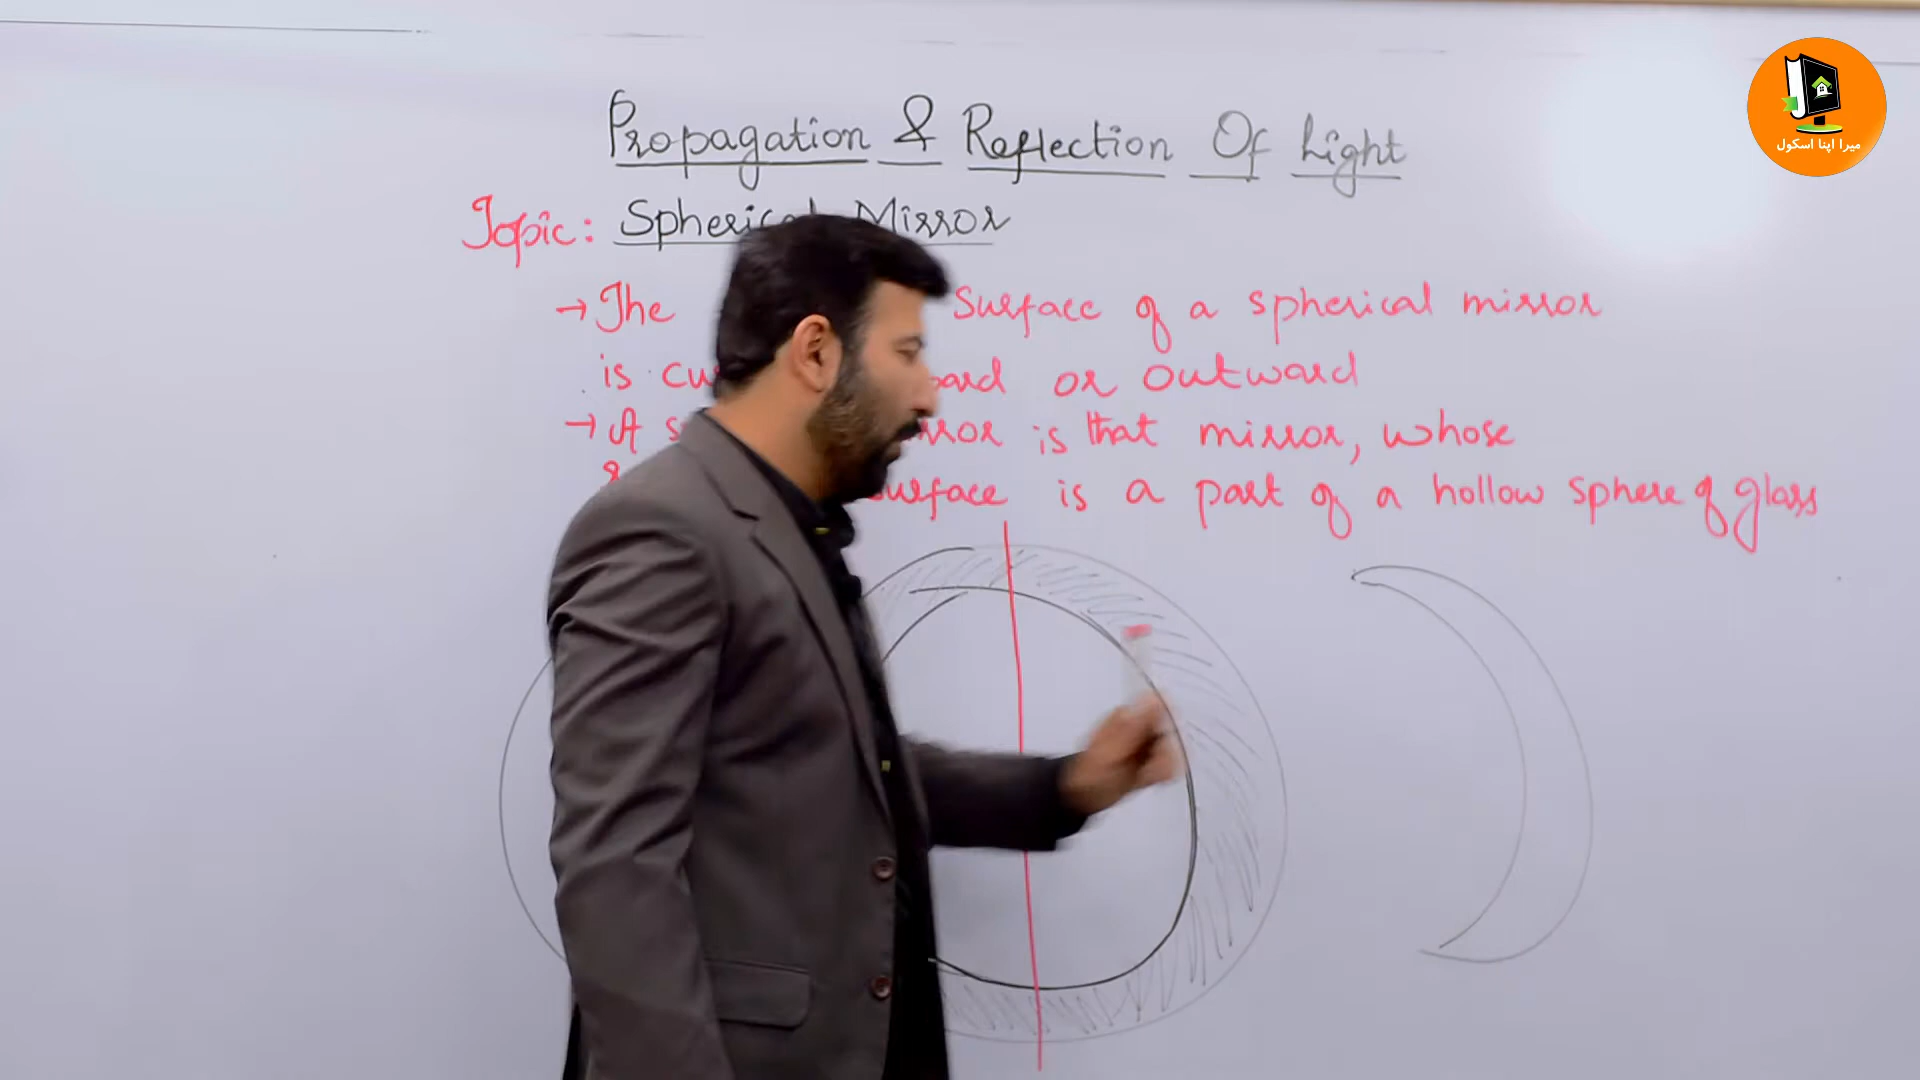 Propagation & Reflection Of Light
میرا اپنا اسکول
Topic: Spherical Mirror
→ The Surface of a spherical mirror
is or outward
→ A is that mirror, whose
surface is a part of a hollow sphere of glass